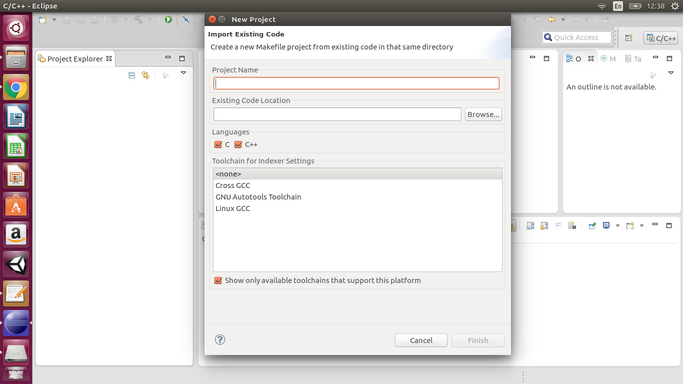 C/C++ - Eclipse
En
12:38
New Project
Import Existing Code
Create a new Makefile project from existing code in that same directory
Quick Access
C/C++
Project Explorer
O
M
Ta
An outline is not available.
Project Name
Existing Code Location
Browse...
Languages
C
C++
Toolchain for Indexer Settings
<none>
Cross GCC
GNU Autotools Toolchain
Linux GCC
Show only available toolchains that support this platform
Cancel
Finish